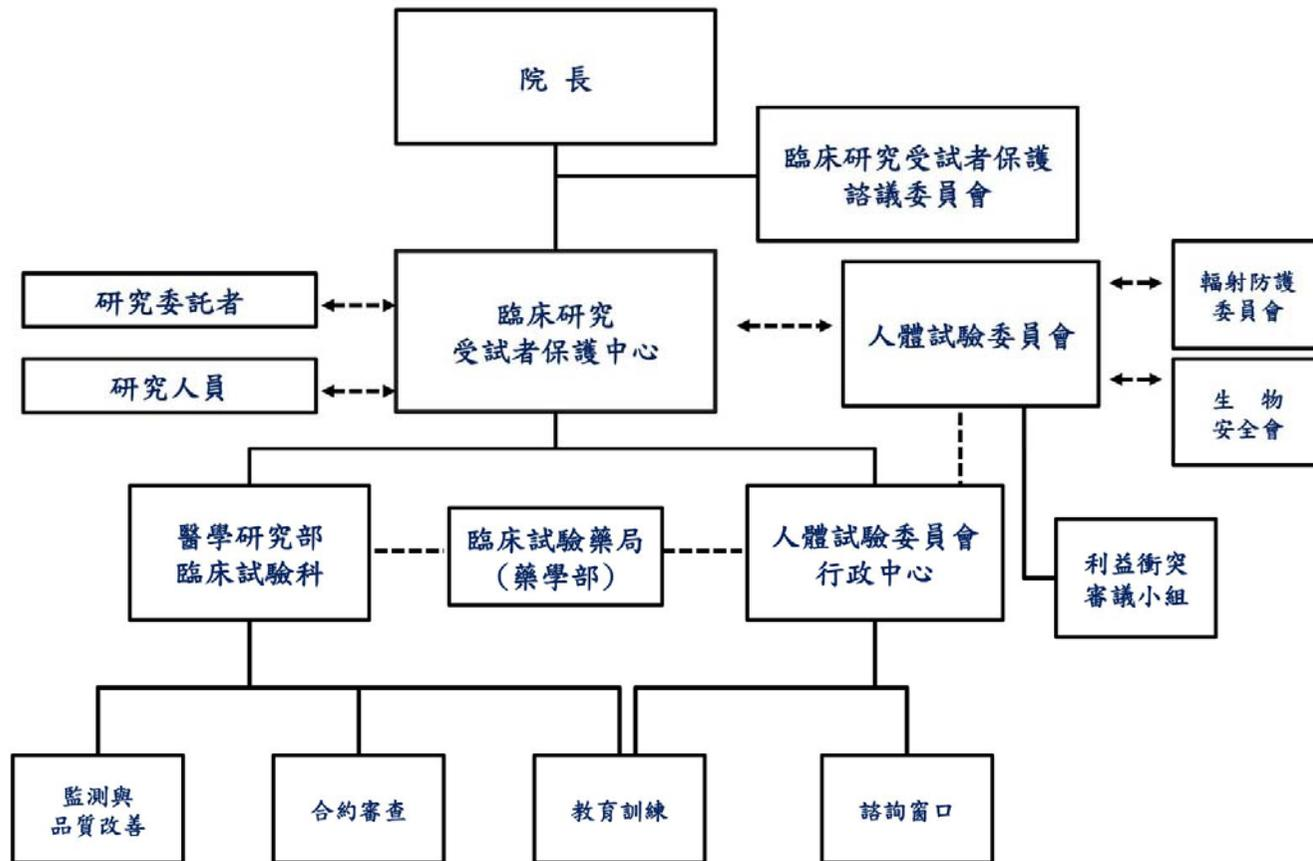 院 長
臨床研究受試者保護
諮議委員會
研究委託者
臨床研究
受試者保護中心
人體試驗委員會
輻射防護
委員會
研究人員
生 物
安全會
醫學研究部
臨床試驗科
臨床試驗藥局
(藥學部)
人體試驗委員會
行政中心
利益衝突
審議小組
監測與
品質改善
合約審查
教育訓練
諮詢窗口